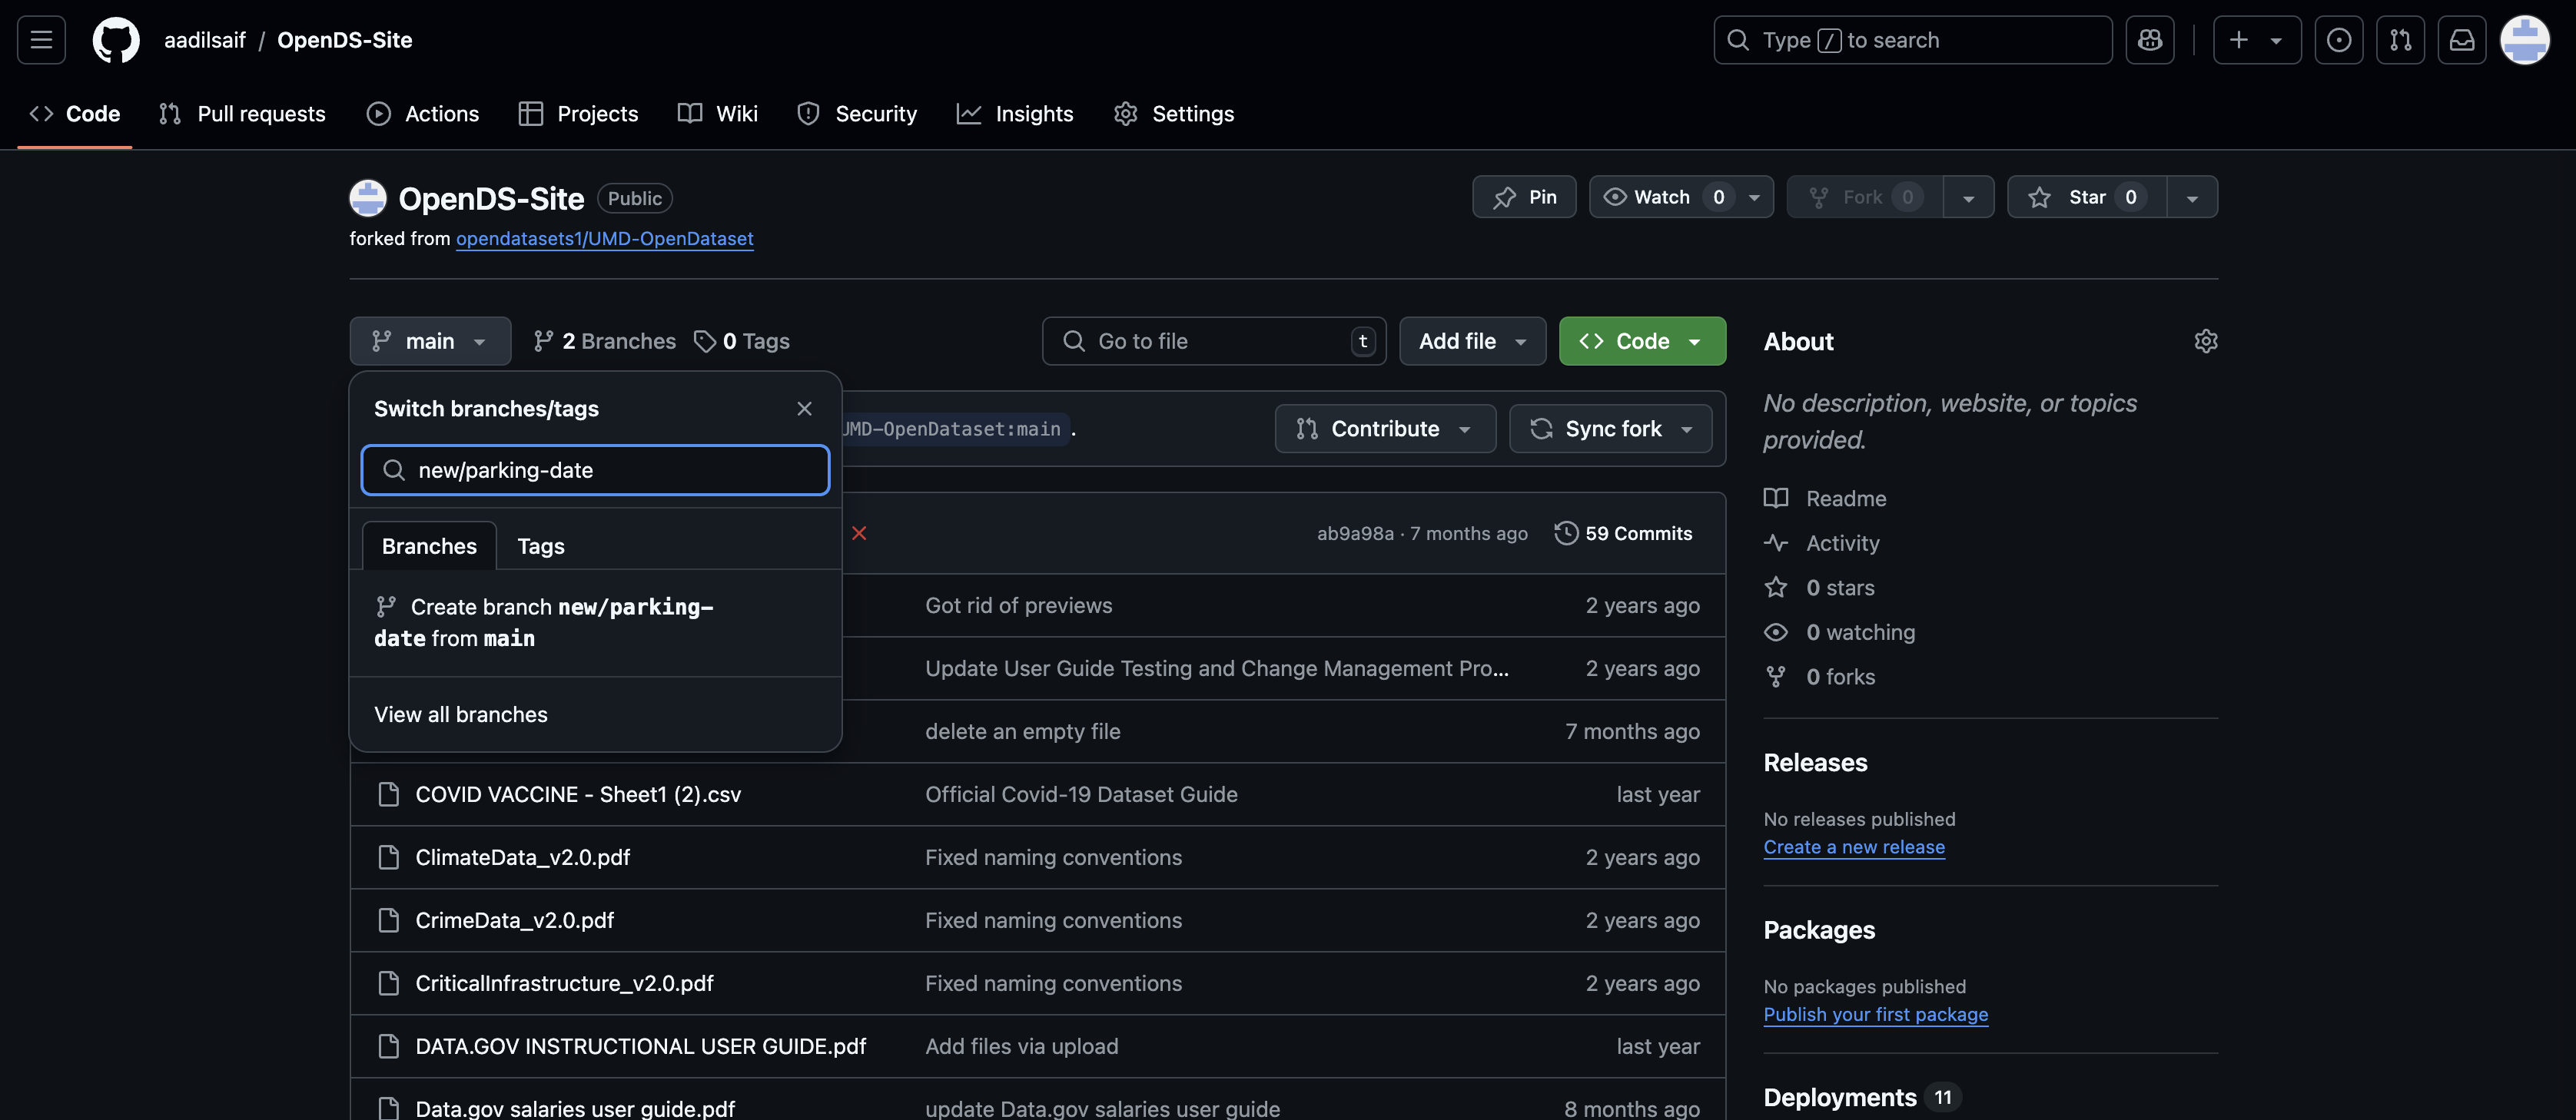 aadilsaif / OpenDS-Site
Type / to search
Code Pull requests Actions Projects Wiki Security Insights Settings
OpenDS-Site Public
Pin Watch 0 Fork 0 Star 0
forked from opendatasets1/UMD-OpenDataset
main 2 Branches 0 Tags
Go to file t Add file Code
Switch branches/tags
UMD-OpenDataset:main .
Contribute Sync fork
new/parking-date
Branches Tags
Create branch new/parking-
date from main
View all branches
ab9a98a · 7 months ago 59 Commits
Got rid of previews 2 years ago
Update User Guide Testing and Change Management Pro... 2 years ago
delete an empty file 7 months ago
COVID VACCINE - Sheet1 (2).csv Official Covid-19 Dataset Guide last year
ClimateData_v2.0.pdf Fixed naming conventions 2 years ago
CrimeData_v2.0.pdf Fixed naming conventions 2 years ago
CriticalInfrastructure_v2.0.pdf Fixed naming conventions 2 years ago
DATA.GOV INSTRUCTIONAL USER GUIDE.pdf Add files via upload last year
Data.gov salaries user guide.pdf update Data.gov salaries user guide 8 months ago
About
No description, website, or topics
provided.
Readme
Activity
0 stars
0 watching
0 forks
Releases
No releases published
Create a new release
Packages
No packages published
Publish your first package
Deployments 11